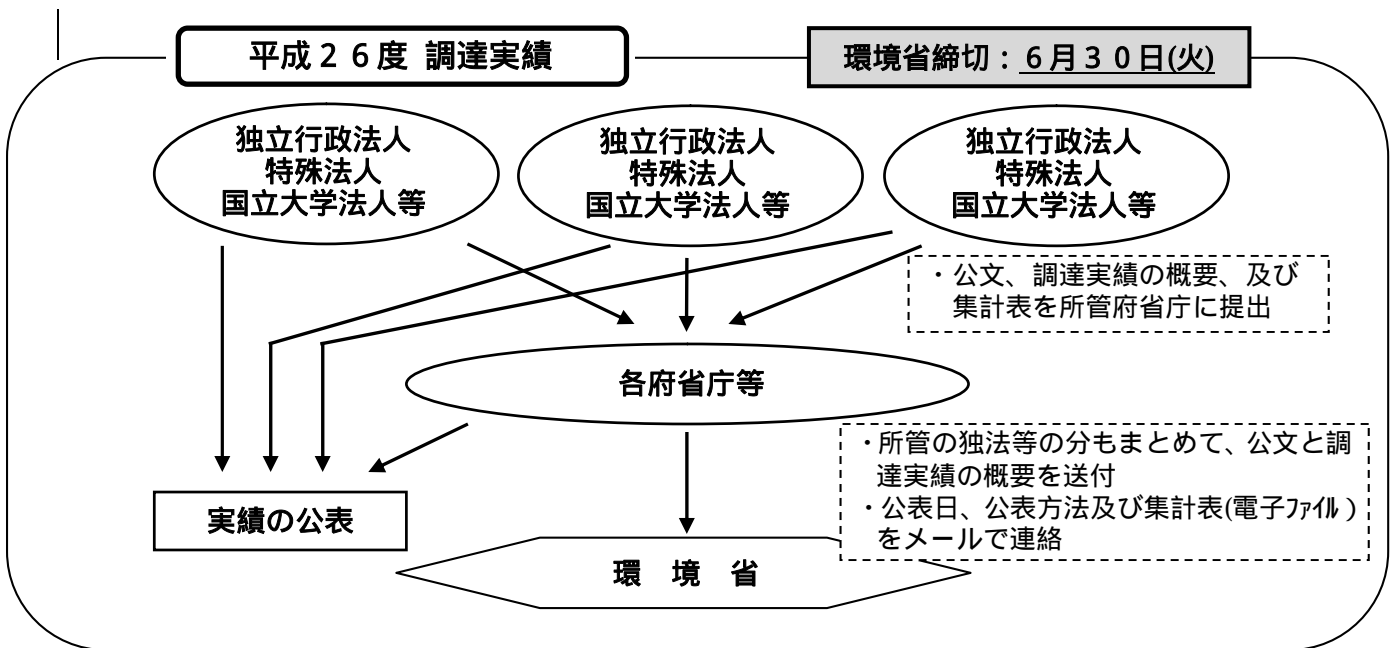 平成２６度 調達実績
環境省締切：６月３０日(火)
独立行政法人
特殊法人
国立大学法人等
独立行政法人
特殊法人
国立大学法人等
独立行政法人
特殊法人
国立大学法人等
・公文、調達実績の概要、及び
集計表を所管府省庁に提出
各府省庁等
・所管の独法等の分もまとめて、公文と調
達実績の概要を送付
・公表日、公表方法及び集計表(電子ﾌｧｲﾙ）
をメールで連絡
実績の公表
環　境　省